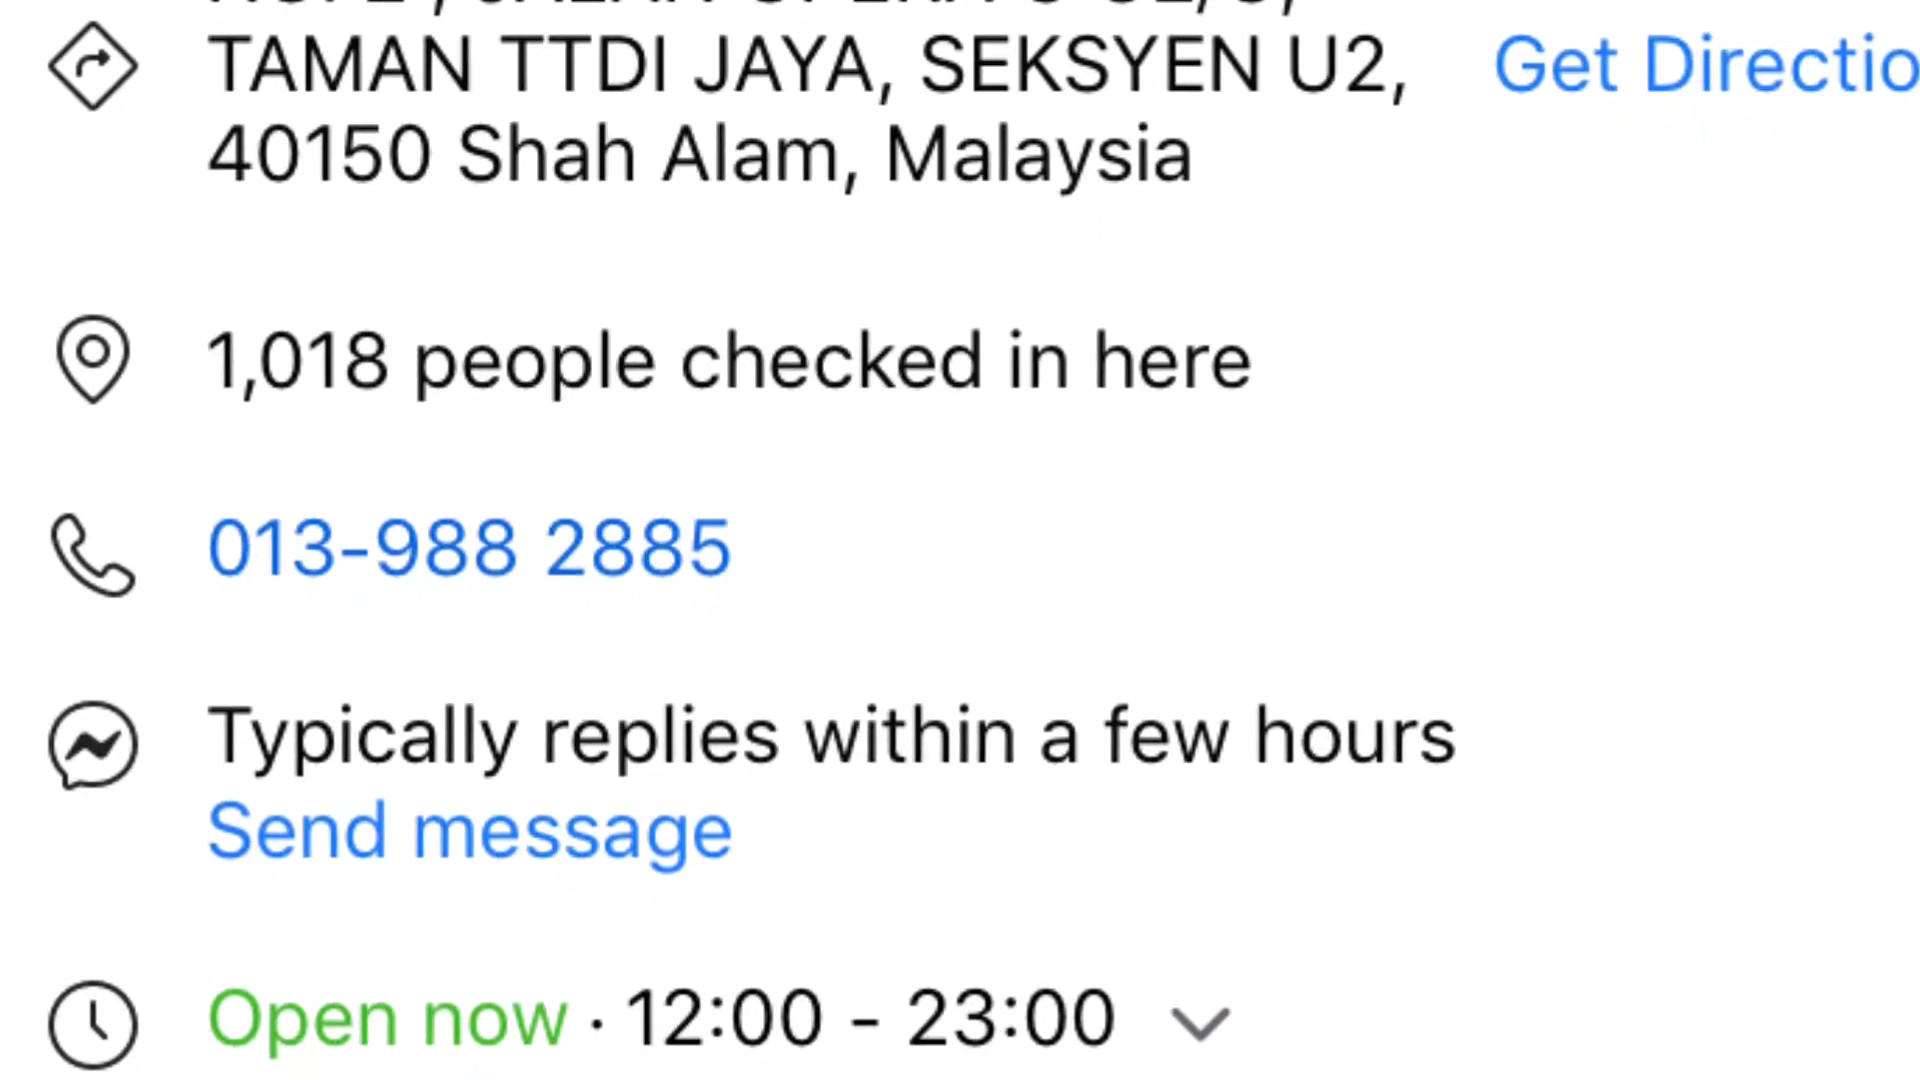 TAMAN TTDI JAYA, SEKSYEN U2,
40150 Shah Alam, Malaysia
Get Directio
1,018 people checked in here
013-988 2885
Typically replies within a few hours
Send message
Open now · 12:00 - 23:00